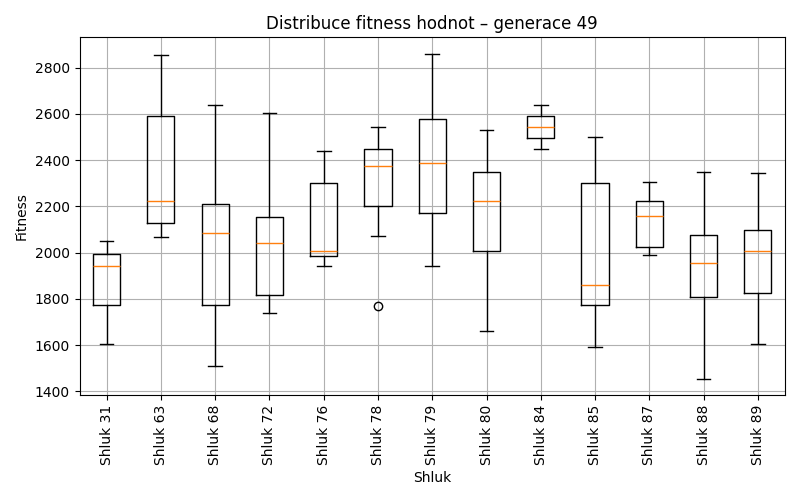 Distribuce fitness hodnot – generace 49
Fitness
2800
2600
2400
2200
2000
1800
1600
1400
Shluk 31
Shluk 63
Shluk 68
Shluk 72
Shluk 76
Shluk 78
Shluk 79
Shluk 80
Shluk 84
Shluk 85
Shluk 87
Shluk 88
Shluk 89
Shluk